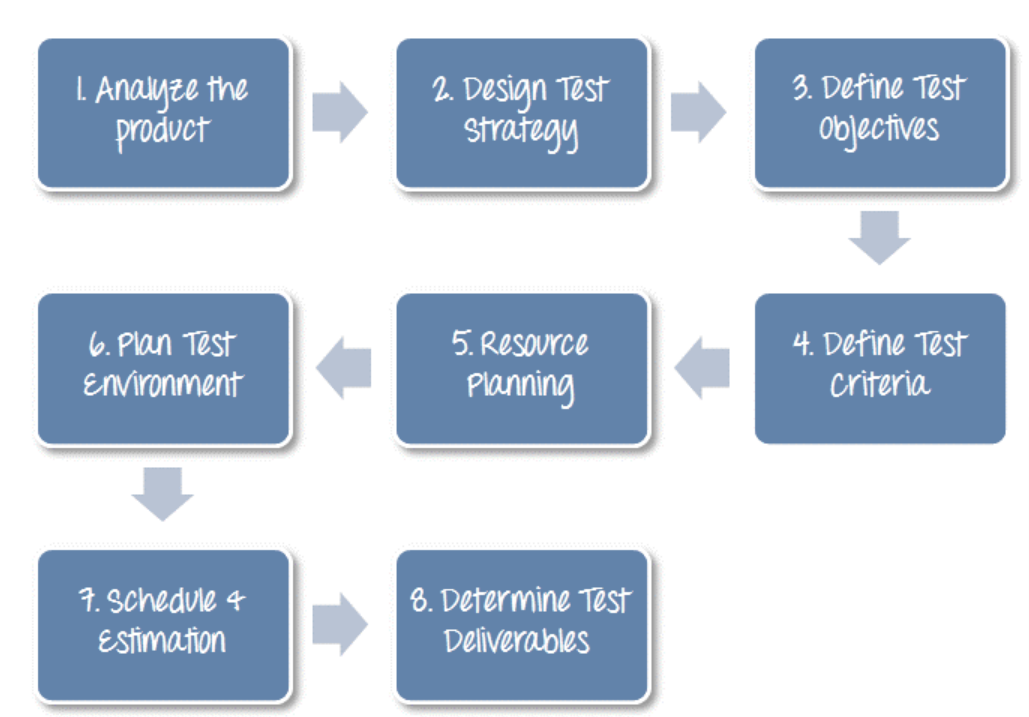 1. Analyze the
product
2. Design Test
Strategy
3. Define Test
Objectives
4. Define Test
Criteria
5. Resource
Planning
6. Plan Test
Environment
7. Schedule &
Estimation
8. Determine Test
Deliverables